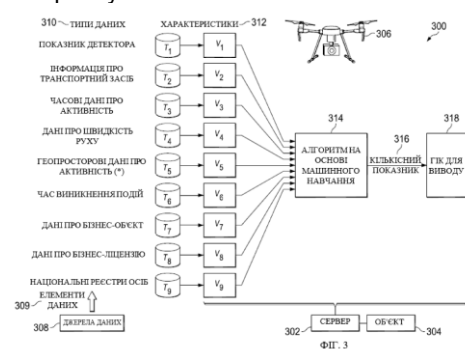 310 ТИПИ ДАНИХ
ХАРАКТЕРИСТИКИ 312
ПОКАЗНИК ДЕТЕКТОРА
T1
V1
306
300
ІНФОРМАЦІЯ ПРО
ТРАНСПОРТНИЙ ЗАСІБ
T2
V2
ЧАСОВІ ДАНІ ПРО
АКТИВНІСТЬ
T3
V3
ДАНІ ПРО ШВИДКІСТЬ
РУХУ
T4
V4
ГЕОПРОСТОРОВІ ДАНІ ПРО
АКТИВНІСТЬ (*)
T5
V5
ЧАС ВИНИКНЕННЯ ПОДІЙ
T6
V6
ДАНІ ПРО БІЗНЕС-ОБ'ЄКТ
T7
V7
ДАНІ ПРО БІЗНЕС-ЛІЦЕНЗІЮ
T8
V8
НАЦІОНАЛЬНІ РЕЄСТРИ ОСІБ
T9
V9
314
АЛГОРИТМ НА
ОСНОВІ
МАШИННОГО
НАВЧАННЯ
316
КІЛЬКІСНИЙ
ПОКАЗНИК
318
ГІК ДЛЯ
ВИВОДУ
309
ЕЛЕМЕНТИ
ДАНИХ
308
ДЖЕРЕЛА ДАНИХ
302
СЕРВЕР
ОБ'ЄКТ
304
ФІГ. 3